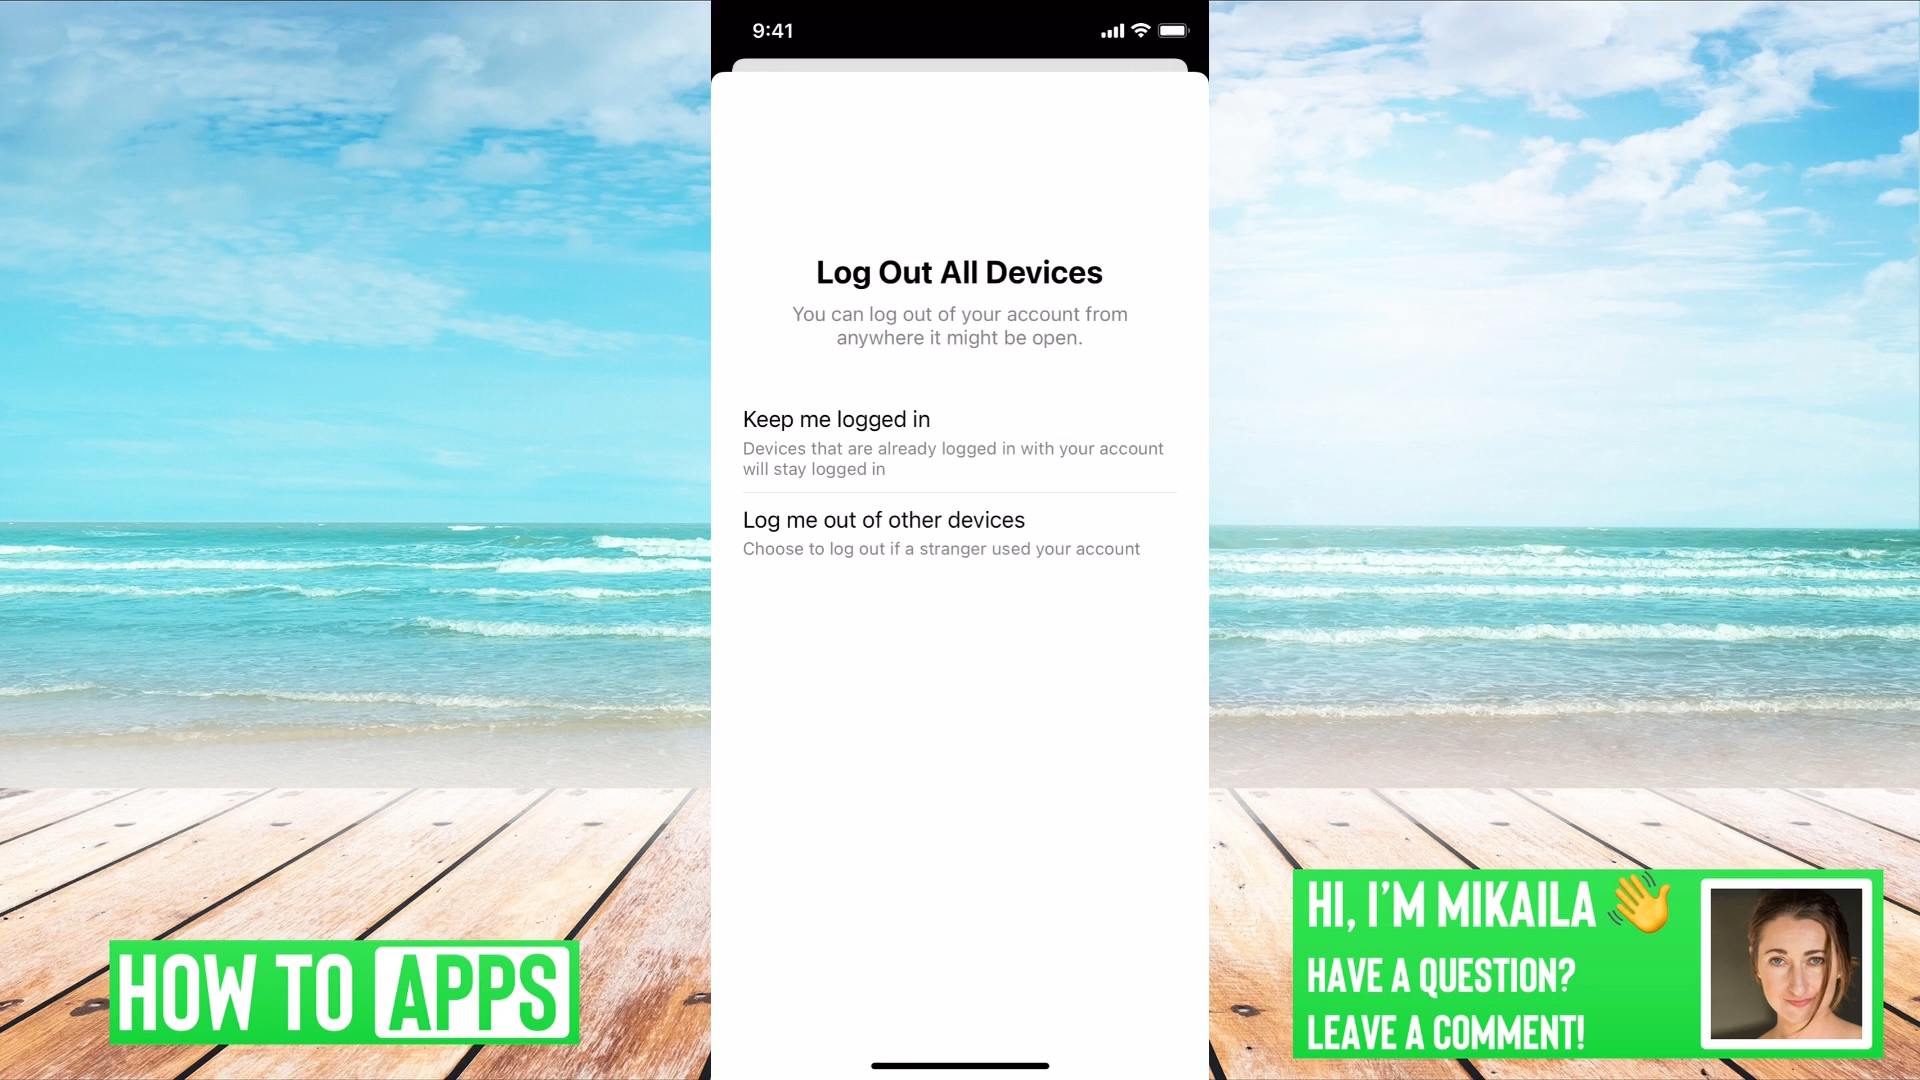 9:41
Log Out All Devices
You can log out of your account from
anywhere it might be open.
Keep me logged in
Devices that are already logged in with your account
will stay logged in
Log me out of other devices
Choose to log out if a stranger used your account
HOW TO APPS
HI, I'M MIKAILA 👋
HAVE A QUESTION?
LEAVE A COMMENT!